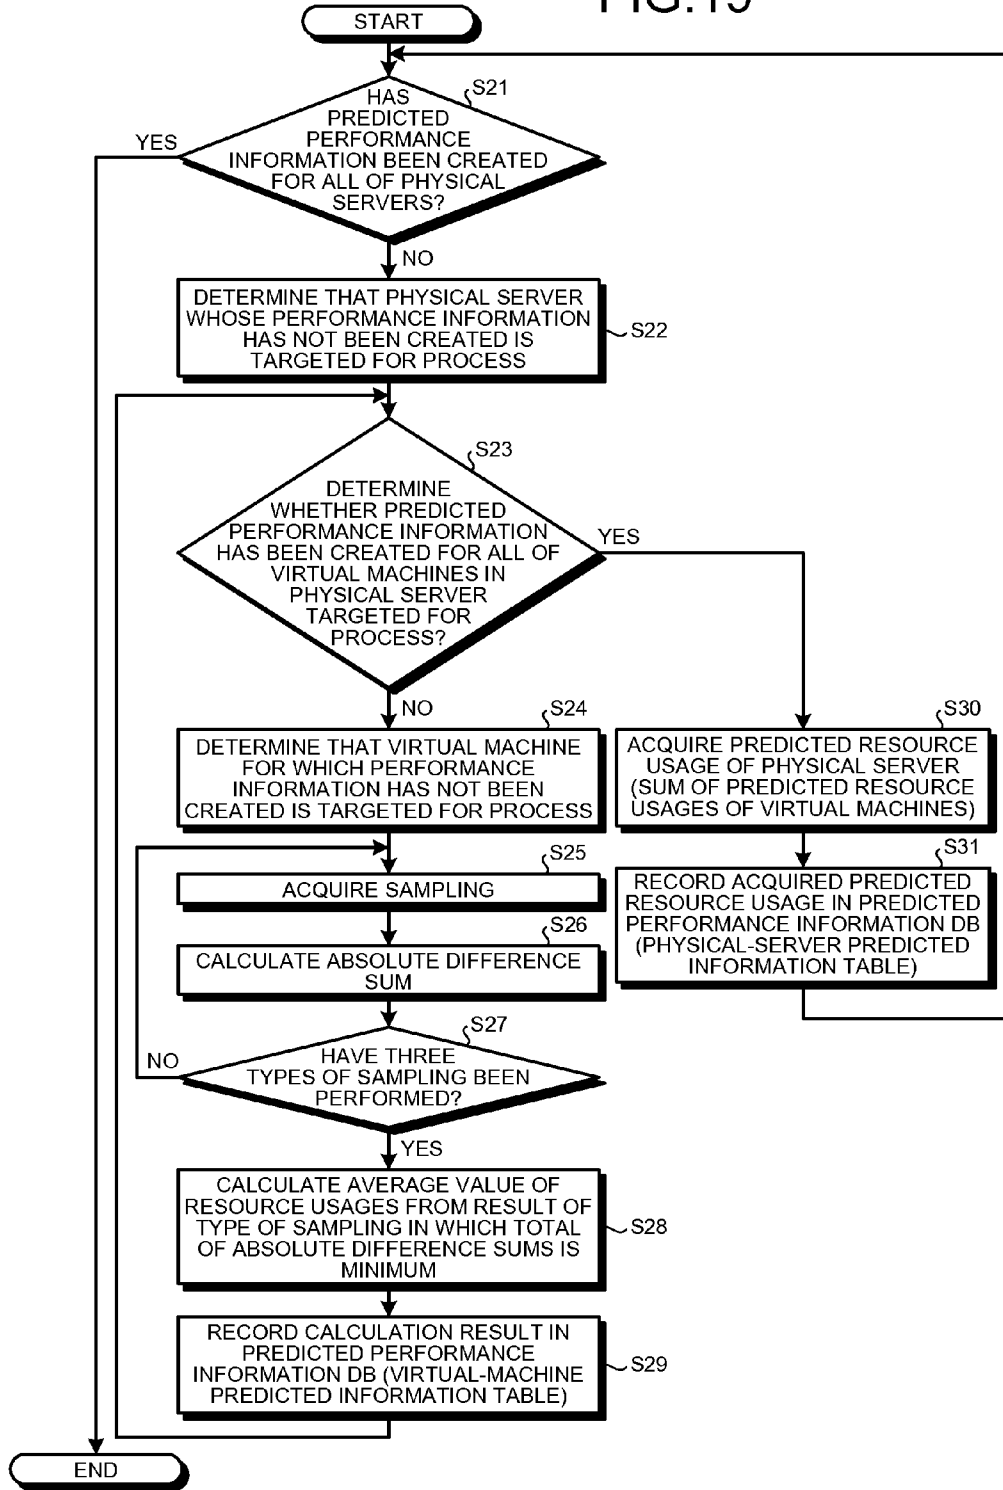 FIG.19
START
S21
HAS
PREDICTED
PERFORMANCE
INFORMATION BEEN CREATED
FOR ALL OF PHYSICAL
SERVERS?
YES
NO
DETERMINE THAT PHYSICAL SERVER
WHOSE PERFORMANCE INFORMATION
HAS NOT BEEN CREATED IS
TARGETED FOR PROCESS
S22
S23
DETERMINE
WHETHER PREDICTED
PERFORMANCE INFORMATION
HAS BEEN CREATED FOR ALL OF
VIRTUAL MACHINES IN
PHYSICAL SERVER
TARGETED FOR
PROCESS?
YES
NO
S24
DETERMINE THAT VIRTUAL MACHINE
FOR WHICH PERFORMANCE
INFORMATION HAS NOT BEEN
CREATED IS TARGETED FOR PROCESS
S30
ACQUIRE PREDICTED RESOURCE
USAGE OF PHYSICAL SERVER
(SUM OF PREDICTED RESOURCE
USAGES OF VIRTUAL MACHINES)
S25
ACQUIRE SAMPLING
S31
RECORD ACQUIRED PREDICTED
RESOURCE USAGE IN PREDICTED
PERFORMANCE INFORMATION DB
(PHYSICAL-SERVER PREDICTED
INFORMATION TABLE)
S26
CALCULATE ABSOLUTE DIFFERENCE
SUM
S27
HAVE THREE
TYPES OF SAMPLING BEEN
PERFORMED?
NO
YES
CALCULATE AVERAGE VALUE OF
RESOURCE USAGES FROM RESULT OF
TYPE OF SAMPLING IN WHICH TOTAL
OF ABSOLUTE DIFFERENCE SUMS IS
MINIMUM
S28
RECORD CALCULATION RESULT IN
PREDICTED PERFORMANCE
INFORMATION DB (VIRTUAL-MACHINE
PREDICTED INFORMATION TABLE)
S29
END